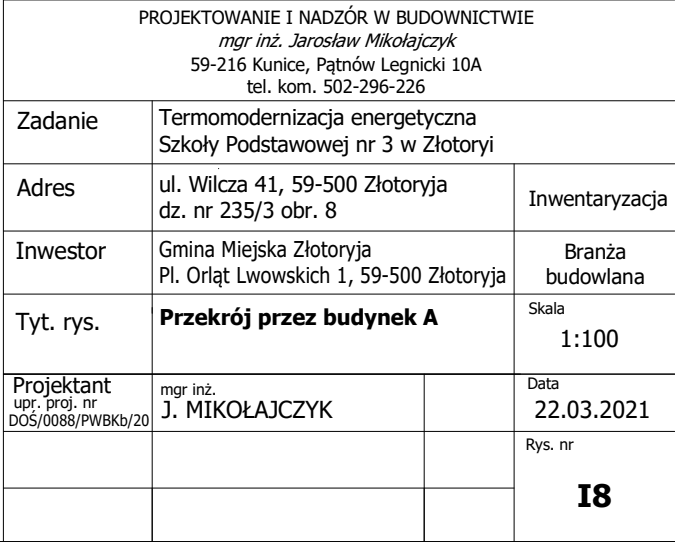 PROJEKTOWANIE I NADZÓR W BUDOWNICTWIE
mgr inż. Jarosław Mikołajczyk
59-216 Kunice, Pątnów Legnicki 10A
tel. kom. 502-296-226
Zadanie
Termomodernizacja energetyczna
Szkoły Podstawowej nr 3 w Złotoryi
Adres
ul. Wilcza 41, 59-500 Złotoryja
dz. nr 235/3 obr. 8
Inwentaryzacja
Inwestor
Gmina Miejska Złotoryja
Pl. Orląt Lwowskich 1, 59-500 Złotoryja
Branża
budowlana
Tyt. rys.
Przekrój przez budynek A
Skala
1:100
Projektant
upr. proj. nr
DOŚ/0088/PWBKb/20
mgr inż.
J. MIKOŁAJCZYK
Data
22.03.2021
Rys. nr
I8